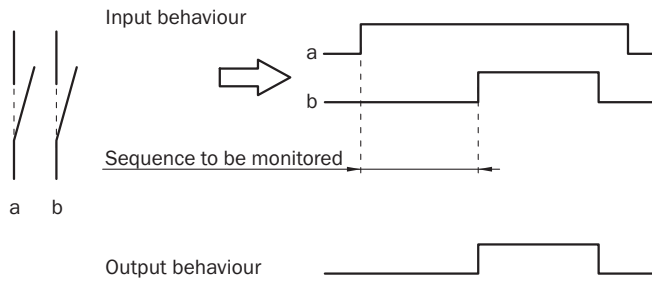 Input behaviour
a
b
Sequence to be monitored
a b
Output behaviour